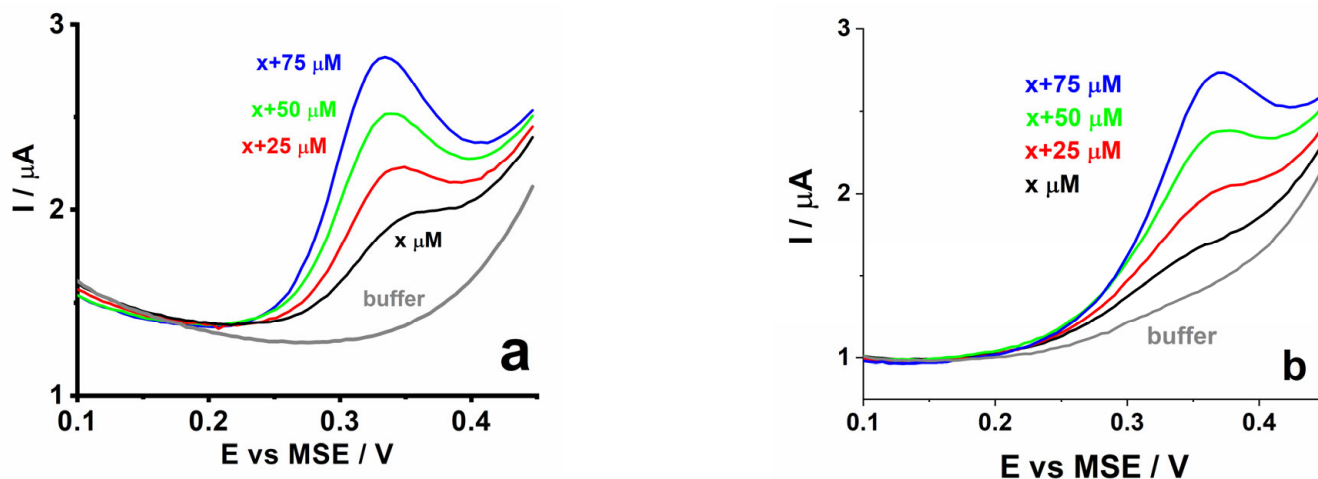 3
x+75 μM
x+50 μM
x+25 μM
2
x μM
buffer
1
a
0.1
0.2
0.3
0.4
E vs MSE / V
I / μA
3
x+75 μM
x+50 μM
x+25 μM
x μM
2
buffer
1
b
0.1
0.2
0.3
0.4
E vs MSE / V
I / μA